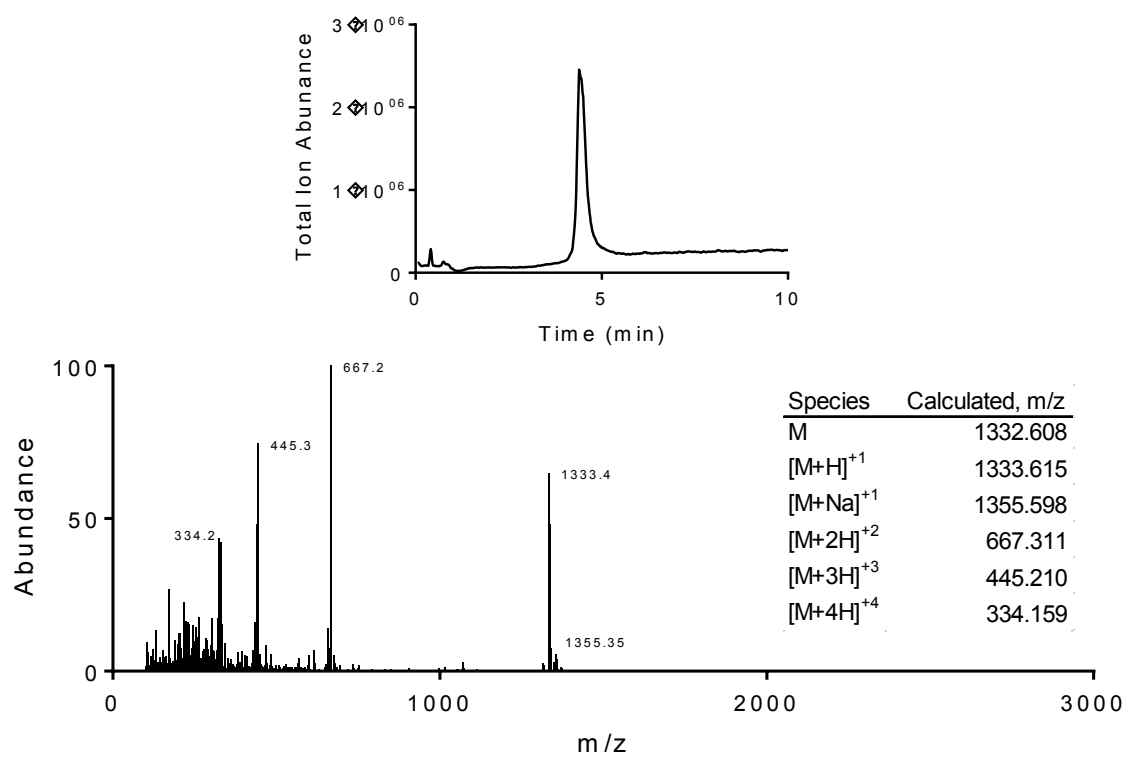 3 �10 06
2 �10 06
1 �10 06
0
Total Ion Abunance
0 5 10
Time (min)
100
50
0
Abundance
667.2
445.3
334.2
1333.4
1355.35
0 1000 2000 3000
m/z
Species Calculated, m/z
M 1332.608
[M+H]+1 1333.615
[M+Na]+1 1355.598
[M+2H]+2 667.311
[M+3H]+3 445.210
[M+4H]+4 334.159